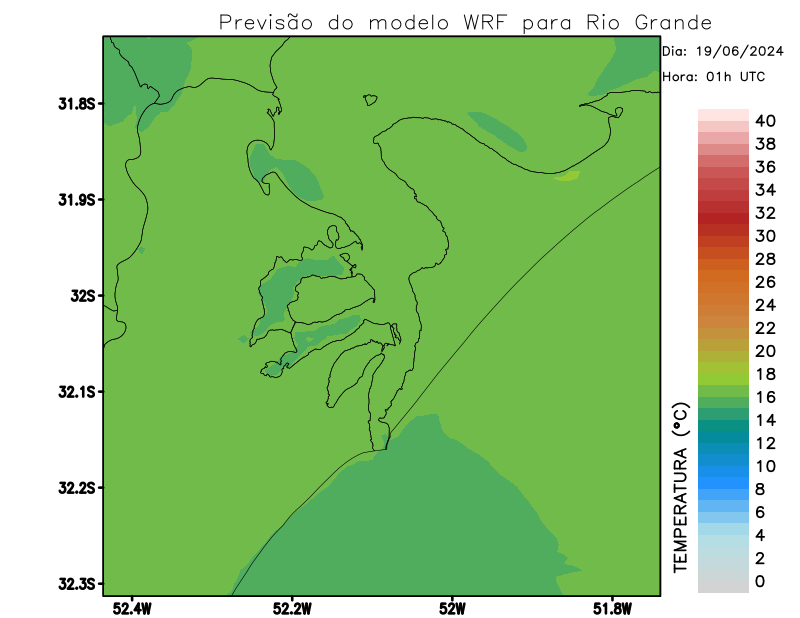 Previsão do modelo WRF para Rio Grande
Dia: 19/06/2024
Hora: 01h UTC
31.8S
31.9S
32S
32.1S
32.2S
32.3S
52.4W
52.2W
52W
51.8W
TEMPERATURA (°C)
40
38
36
34
32
30
28
26
24
22
20
18
16
14
12
10
8
6
4
2
0